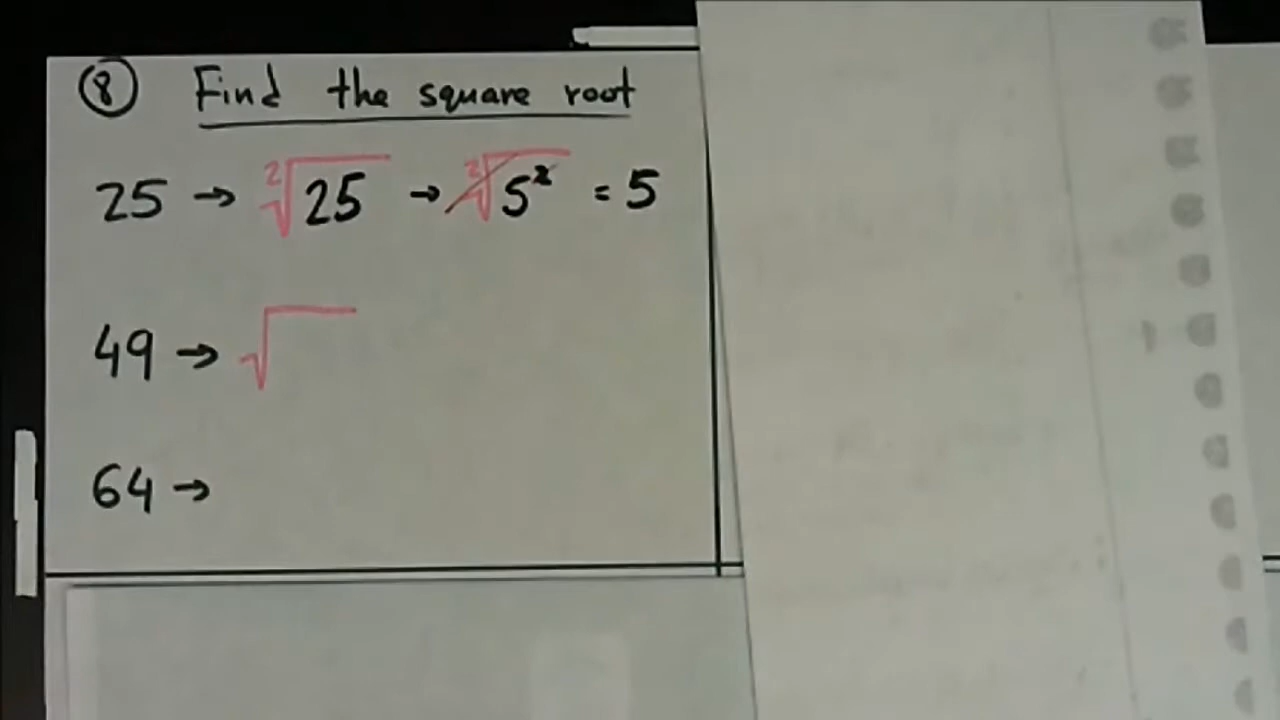 ⑧ Find the square root
25 → ²√25 → ²√5² = 5
49 → √
64 →